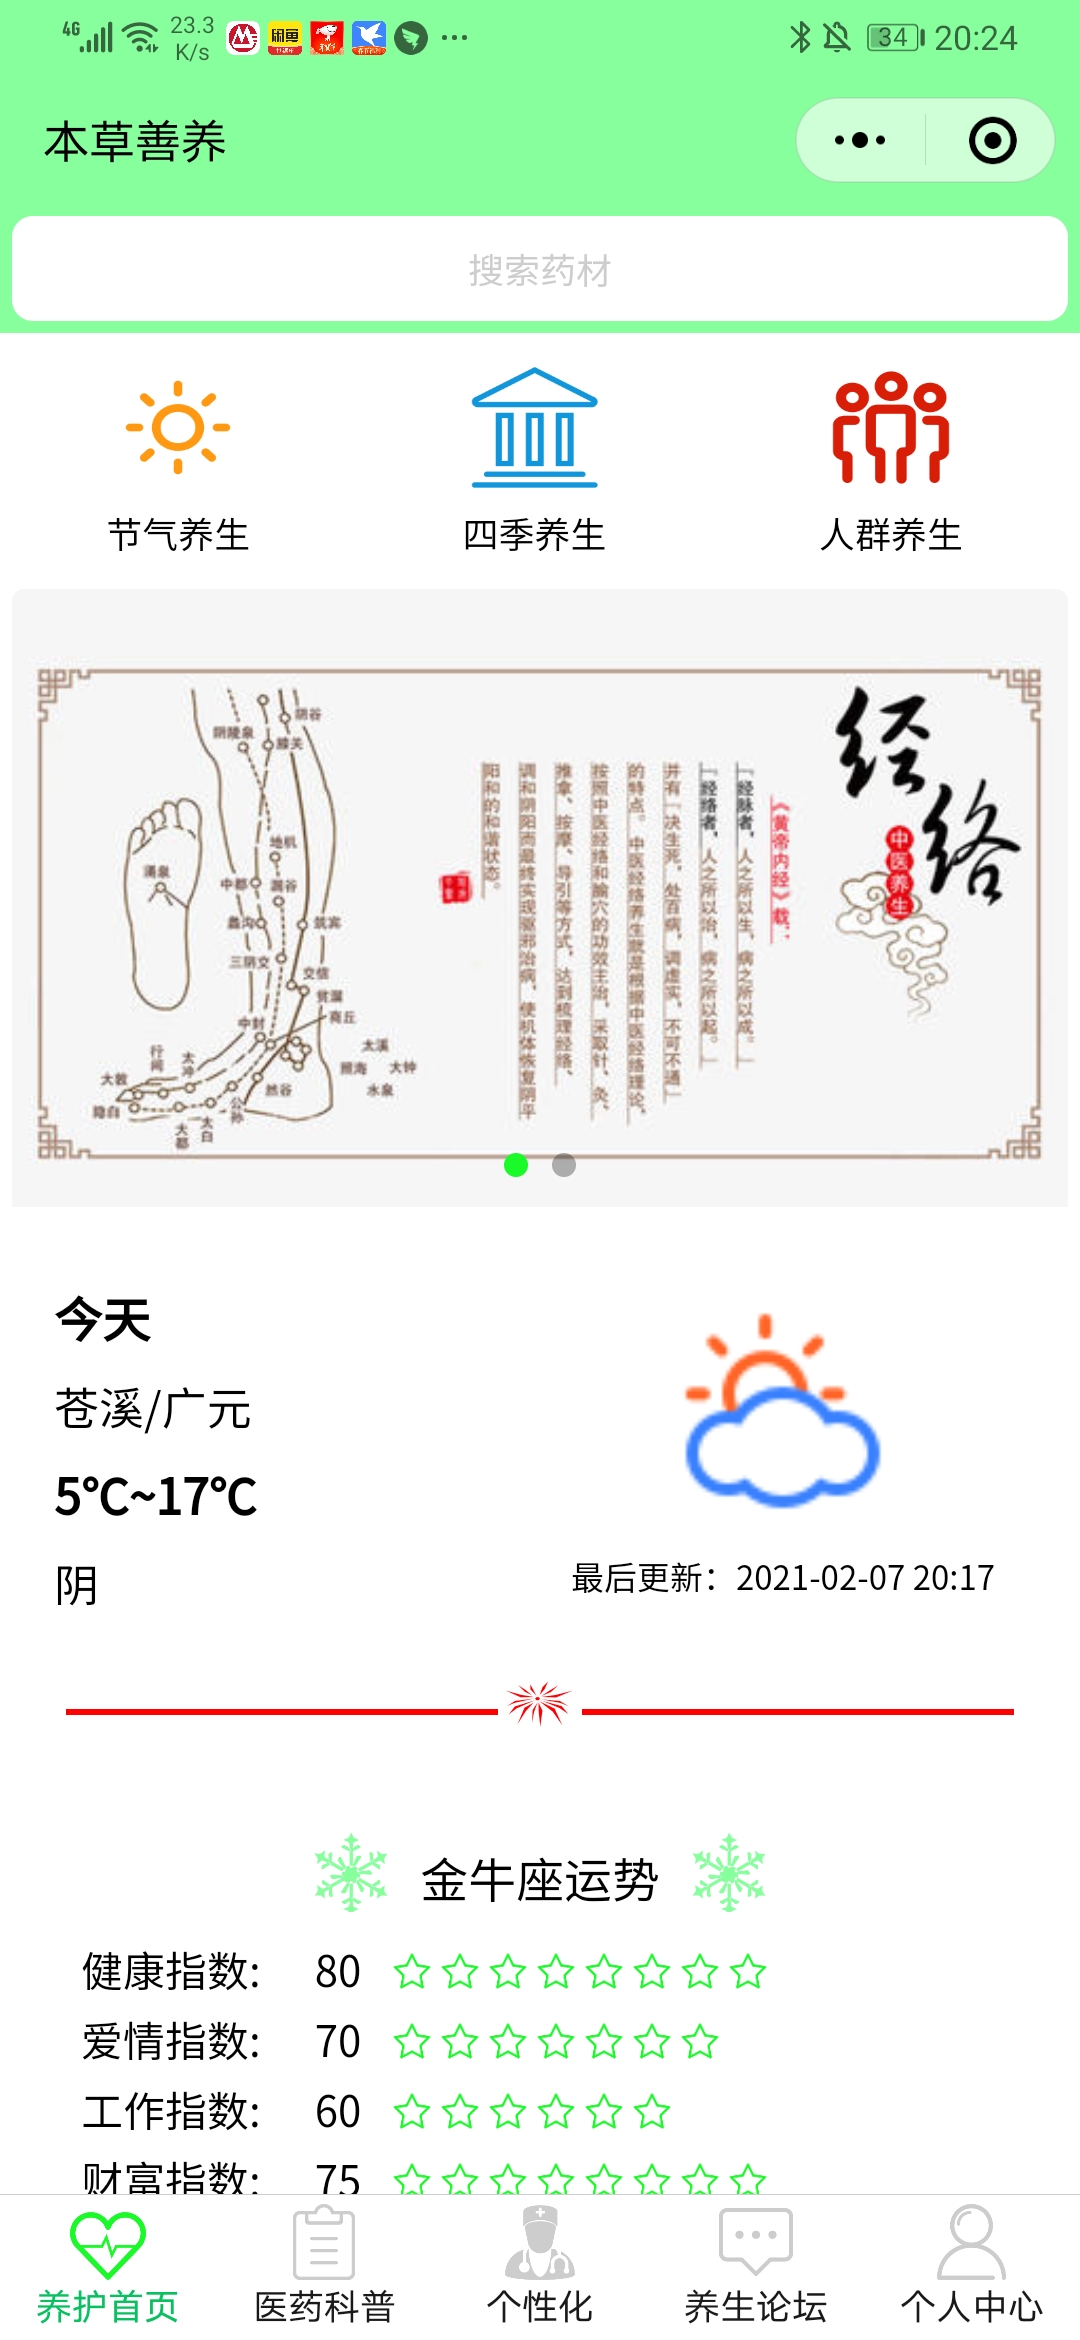 4G
23.3
K/s
34
20:24
本草善养
搜索药材
节气养生
四季养生
人群养生
经络
中医养生
《黄帝内经》载：
「经脉者，人之所以生，病之所以成。」
「经络者，人之所以治，病之所以起。」
并有「决生死，处百病，调虚实，不可不通」
的特点。中医经络养生就是根据中医经络理论，
按照中医经络和腧穴的功效主治，采取针、灸、
推拿、按摩、导引等方式，达到梳理经络、
调和阴阳而最终实现驱邪治病，使机体恢复阴平
阳和的和谐状态。
阴谷
阴陵泉
膝关
地机
涌泉
中都
漏谷
蠡沟
筑宾
三阴交
交信
商丘
中封
太溪
行间
太冲
照海
大钟
大敦
然谷
水泉
隐白
公孙
太白
大都
今天
苍溪/广元
5℃~17℃
阴
最后更新：2021-02-07 20:17
金牛座运势
健康指数: 80
爱情指数: 70
工作指数: 60
财富指数: 75
养护首页
医药科普
个性化
养生论坛
个人中心